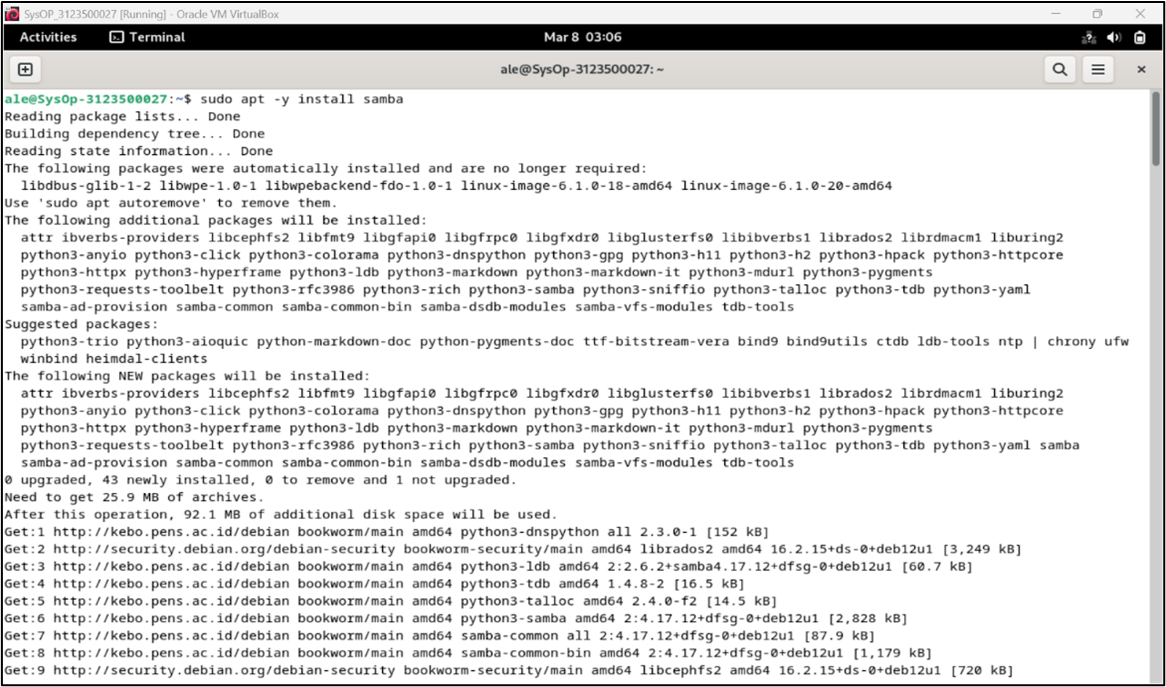 SysOP_3123500027 [Running] - Oracle VM VirtualBox
Activities Terminal Mar 8 03:06
ale@SysOp-3123500027: ~
ale@SysOp-3123500027:~$ sudo apt -y install samba
Reading package lists... Done
Building dependency tree... Done
Reading state information... Done
The following packages were automatically installed and are no longer required:
  libdbus-glib-1-2 libwpe-1.0-1 libwpebackend-fdo-1.0-1 linux-image-6.1.0-18-amd64 linux-image-6.1.0-20-amd64
Use 'sudo apt autoremove' to remove them.
The following additional packages will be installed:
  attr ibverbs-providers libcephfs2 libfmt9 libgfapi0 libgfrpc0 libgfxdr0 libglusterfs0 libibverbs1 librados2 librdmacm1 liburing2
  python3-anyio python3-click python3-colorama python3-dnspython python3-gpg python3-h11 python3-h2 python3-hpack python3-httpcore
  python3-httpx python3-hyperframe python3-ldb python3-markdown python3-markdown-it python3-mdurl python3-pygments
  python3-requests-toolbelt python3-rfc3986 python3-rich python3-samba python3-sniffio python3-talloc python3-tdb python3-yaml
  samba-ad-provision samba-common samba-common-bin samba-dsdb-modules samba-vfs-modules tdb-tools
Suggested packages:
  python3-trio python3-aioquic python-markdown-doc python-pygments-doc ttf-bitstream-vera bind9 bind9utils ctdb ldb-tools ntp | chrony ufw
  winbind heimdal-clients
The following NEW packages will be installed:
  attr ibverbs-providers libcephfs2 libfmt9 libgfapi0 libgfrpc0 libgfxdr0 libglusterfs0 libibverbs1 librados2 librdmacm1 liburing2
  python3-anyio python3-click python3-colorama python3-dnspython python3-gpg python3-h11 python3-h2 python3-hpack python3-httpcore
  python3-httpx python3-hyperframe python3-ldb python3-markdown python3-markdown-it python3-mdurl python3-pygments
  python3-requests-toolbelt python3-rfc3986 python3-rich python3-samba python3-sniffio python3-talloc python3-tdb python3-yaml samba
  samba-ad-provision samba-common samba-common-bin samba-dsdb-modules samba-vfs-modules tdb-tools
0 upgraded, 43 newly installed, 0 to remove and 1 not upgraded.
Need to get 25.9 MB of archives.
After this operation, 92.1 MB of additional disk space will be used.
Get:1 http://kebo.pens.ac.id/debian bookworm/main amd64 python3-dnspython all 2.3.0-1 [152 kB]
Get:2 http://security.debian.org/debian-security bookworm-security/main amd64 librados2 amd64 16.2.15+ds-0+deb12u1 [3,249 kB]
Get:3 http://kebo.pens.ac.id/debian bookworm/main amd64 python3-ldb amd64 2:2.6.2+samba4.17.12+dfsg-0+deb12u1 [60.7 kB]
Get:4 http://kebo.pens.ac.id/debian bookworm/main amd64 python3-tdb amd64 1.4.8-2 [16.5 kB]
Get:5 http://kebo.pens.ac.id/debian bookworm/main amd64 python3-talloc amd64 2.4.0-f2 [14.5 kB]
Get:6 http://kebo.pens.ac.id/debian bookworm/main amd64 python3-samba amd64 2:4.17.12+dfsg-0+deb12u1 [2,828 kB]
Get:7 http://kebo.pens.ac.id/debian bookworm/main amd64 samba-common all 2:4.17.12+dfsg-0+deb12u1 [87.9 kB]
Get:8 http://kebo.pens.ac.id/debian bookworm/main amd64 samba-common-bin amd64 2:4.17.12+dfsg-0+deb12u1 [1,179 kB]
Get:9 http://security.debian.org/debian-security bookworm-security/main amd64 libcephfs2 amd64 16.2.15+ds-0+deb12u1 [720 kB]